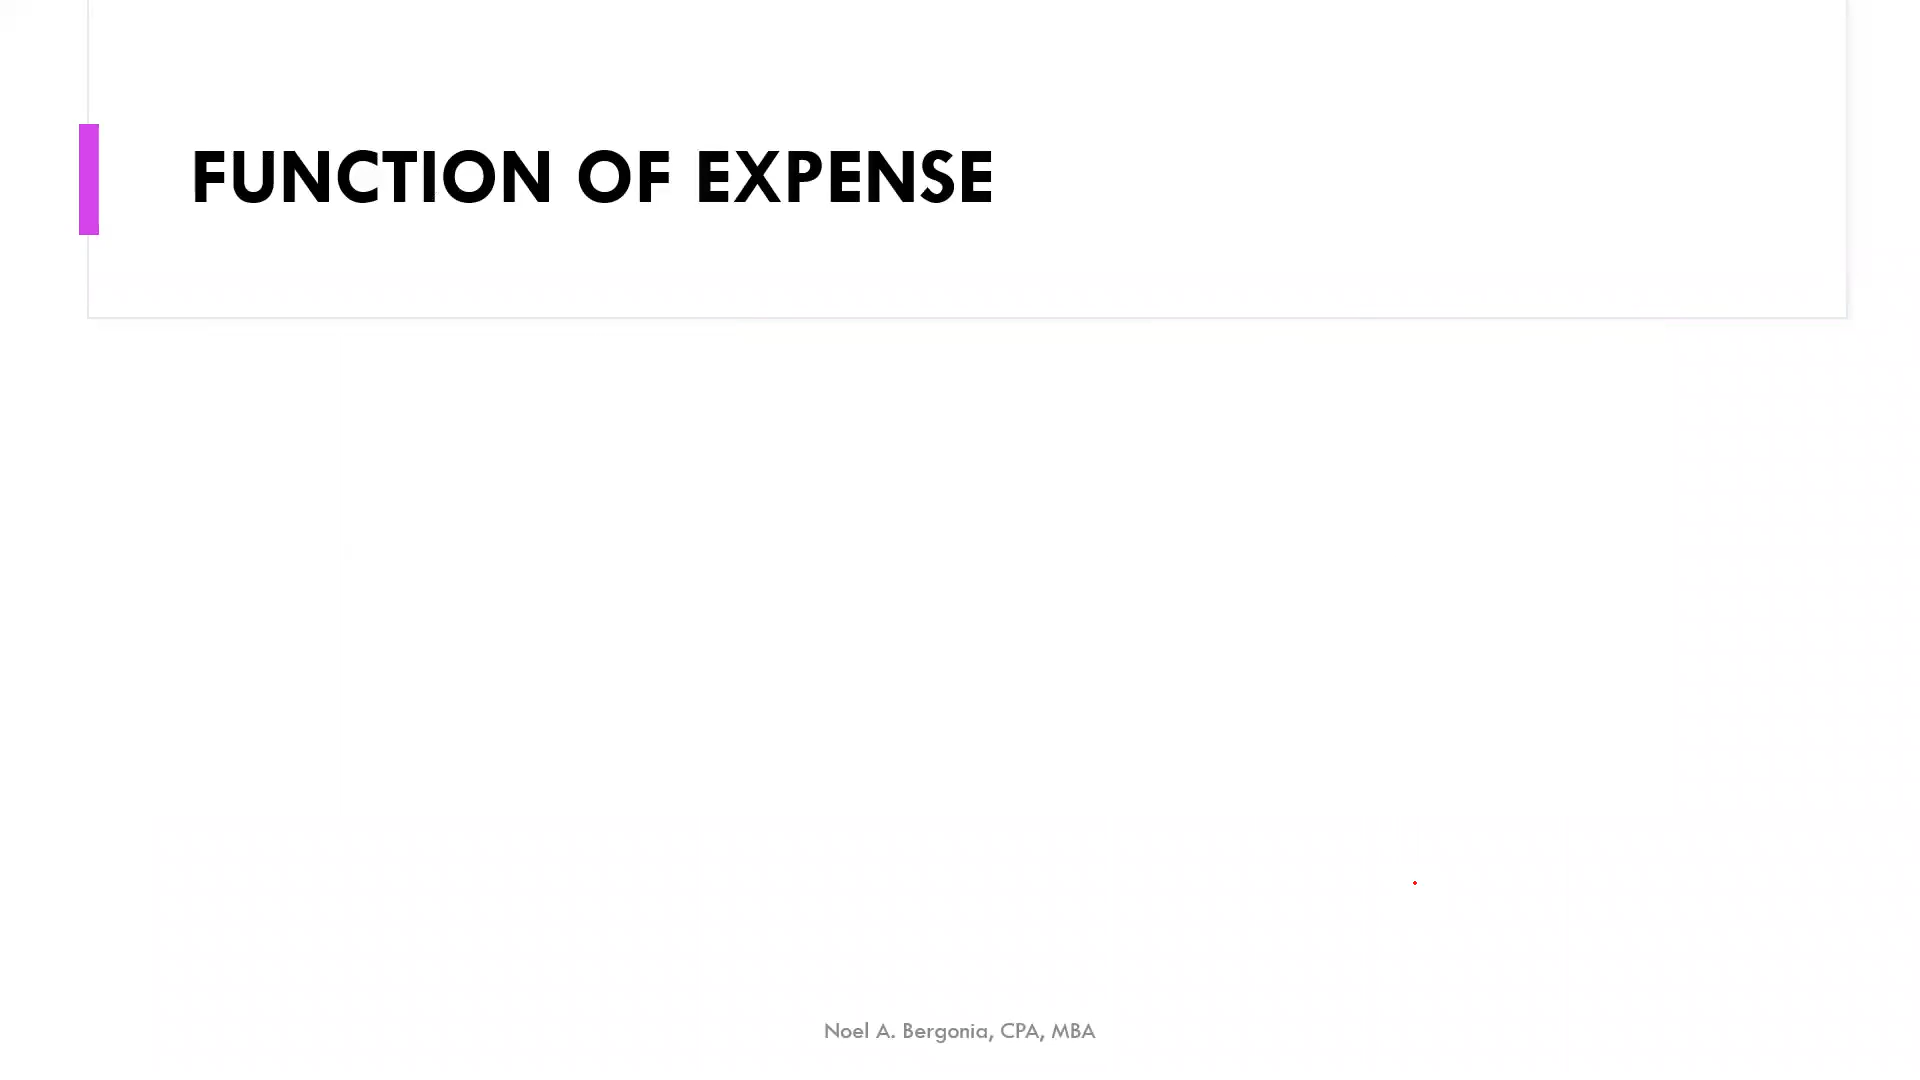 FUNCTION OF EXPENSE
Noel A. Bergonia, CPA, MBA